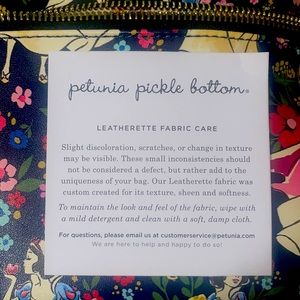 petunia pickle bottom®
LEATHERETTE FABRIC CARE
Slight discoloration, scratches, or change in texture
may be visible. These small inconsistencies should
not be considered a defect, but rather add to the
uniqueness of your bag. Our Leatherette fabric was
custom created for its texture, sheen and softness.
To maintain the look and feel of the fabric, wipe with
a mild detergent and clean with a soft, damp cloth.
For questions, please email us at customerservice@petunia.com
We are here to help and happy to do so!